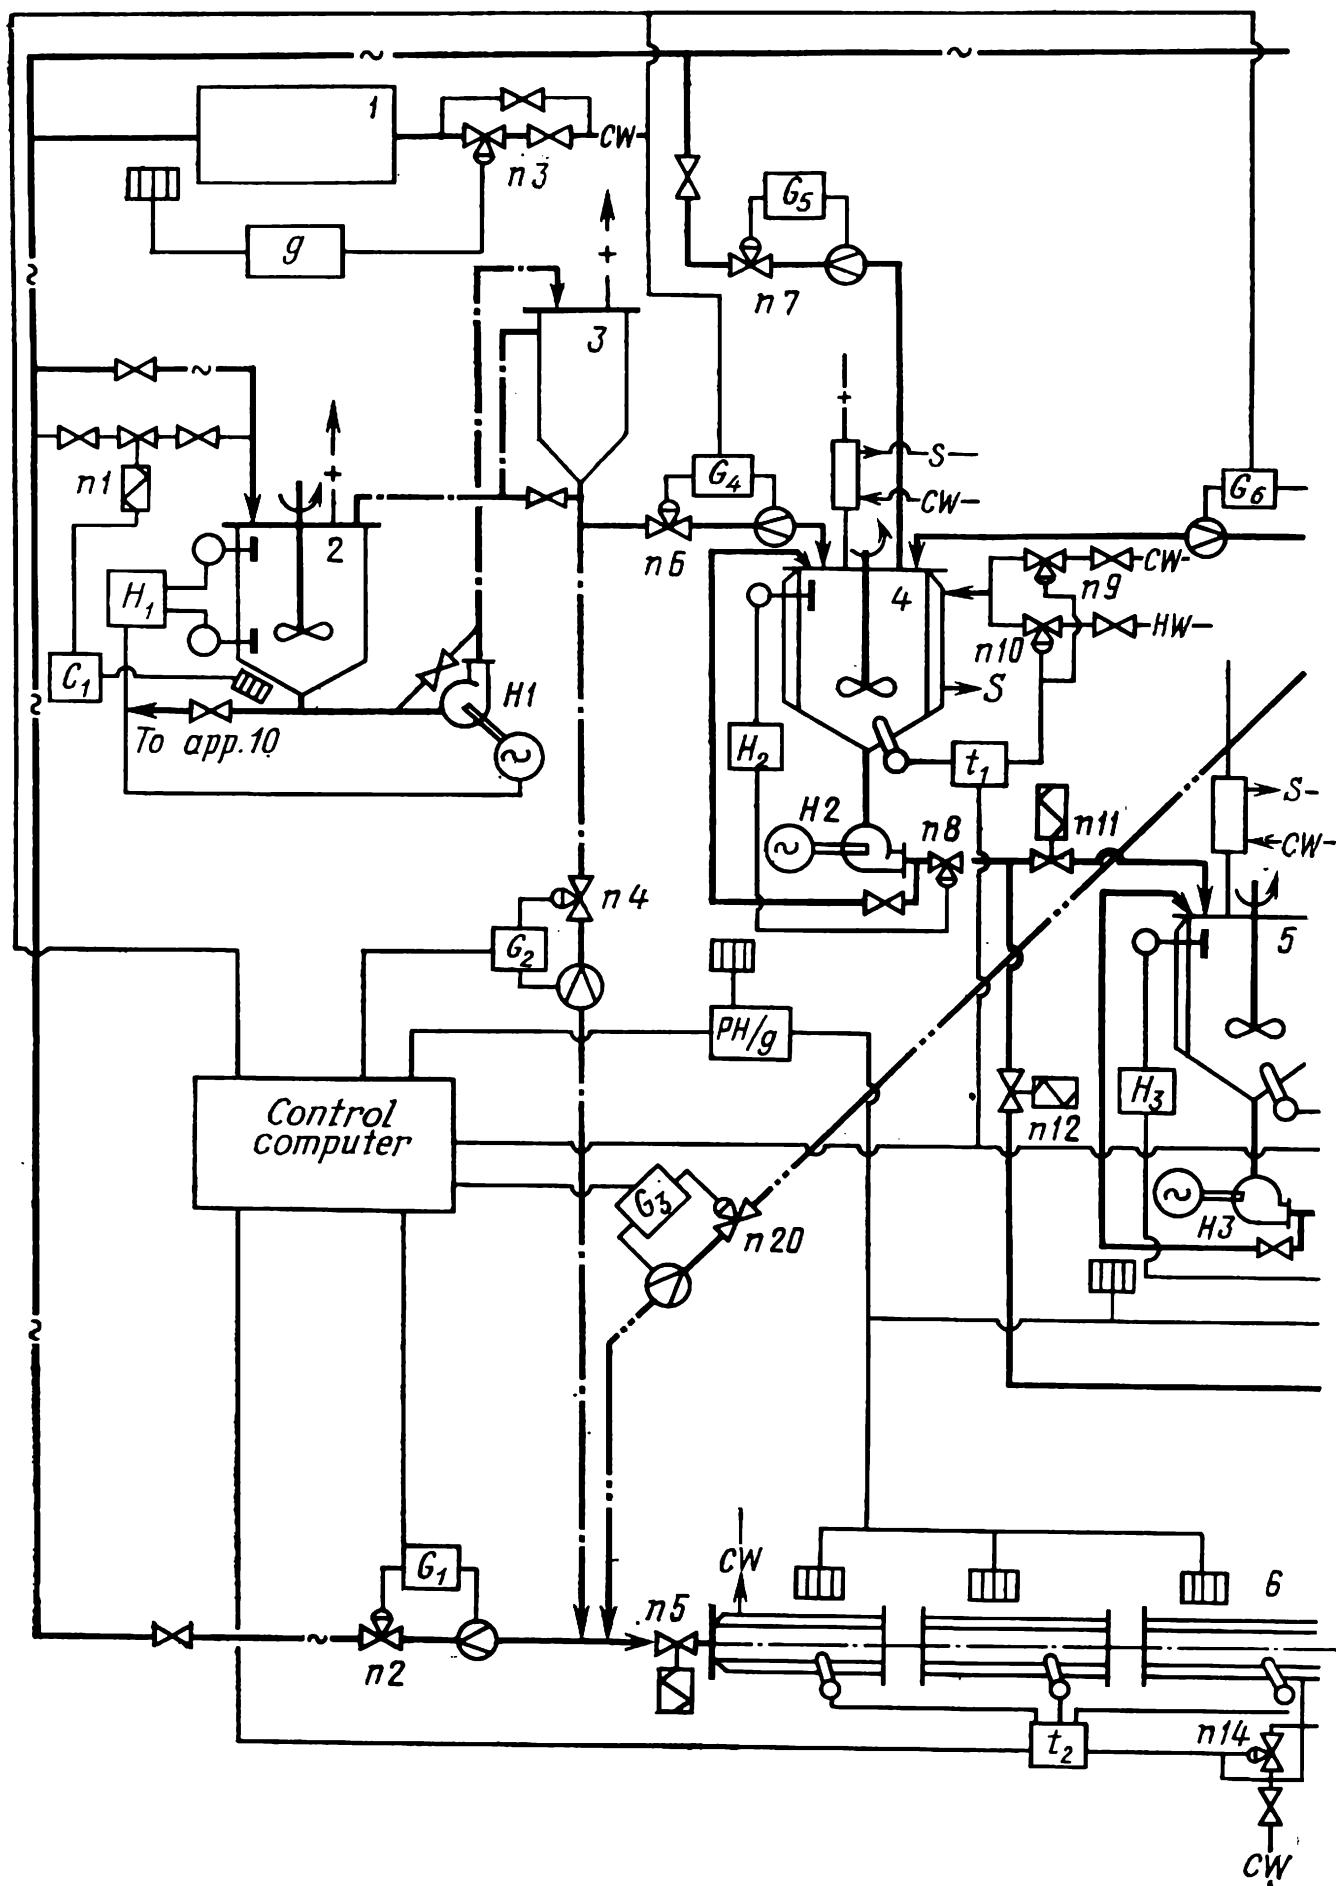 1
CW
n3
g
G₅
n7
3
n1
2
G₄
S
CW
G₆
n6
H₁
4
CW
n9
HW
n10
C₁
H1
S
To app.10
H₂
t₁
S
H2
n8
n11
CW
n4
G₂
5
PH/g
Control
computer
H₃
n12
G₃
n20
H3
G₁
n2
CW
n5
6
t₂
n14
CW